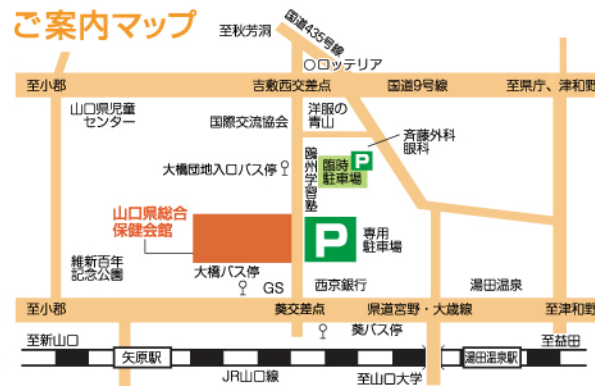 ご案内マップ
至秋芳洞
国道435号線
ロッテリア
至小郡
吉敷西交差点
国道9号線
至県庁、津和野
山口県児童
センター
国際交流協会
洋服の
青山
斉藤外科
眼科
大橋団地入口バス停
鷗州学習塾
臨時
駐車場
P
山口県総合
保健会館
P
専用
駐車場
維新百年
記念公園
大橋バス停
GS
西京銀行
湯田温泉
至小郡
葵交差点
県道宮野・大歳線
至津和野
葵バス停
至新山口
矢原駅
JR山口線
至山口大学
湯田温泉駅
至益田